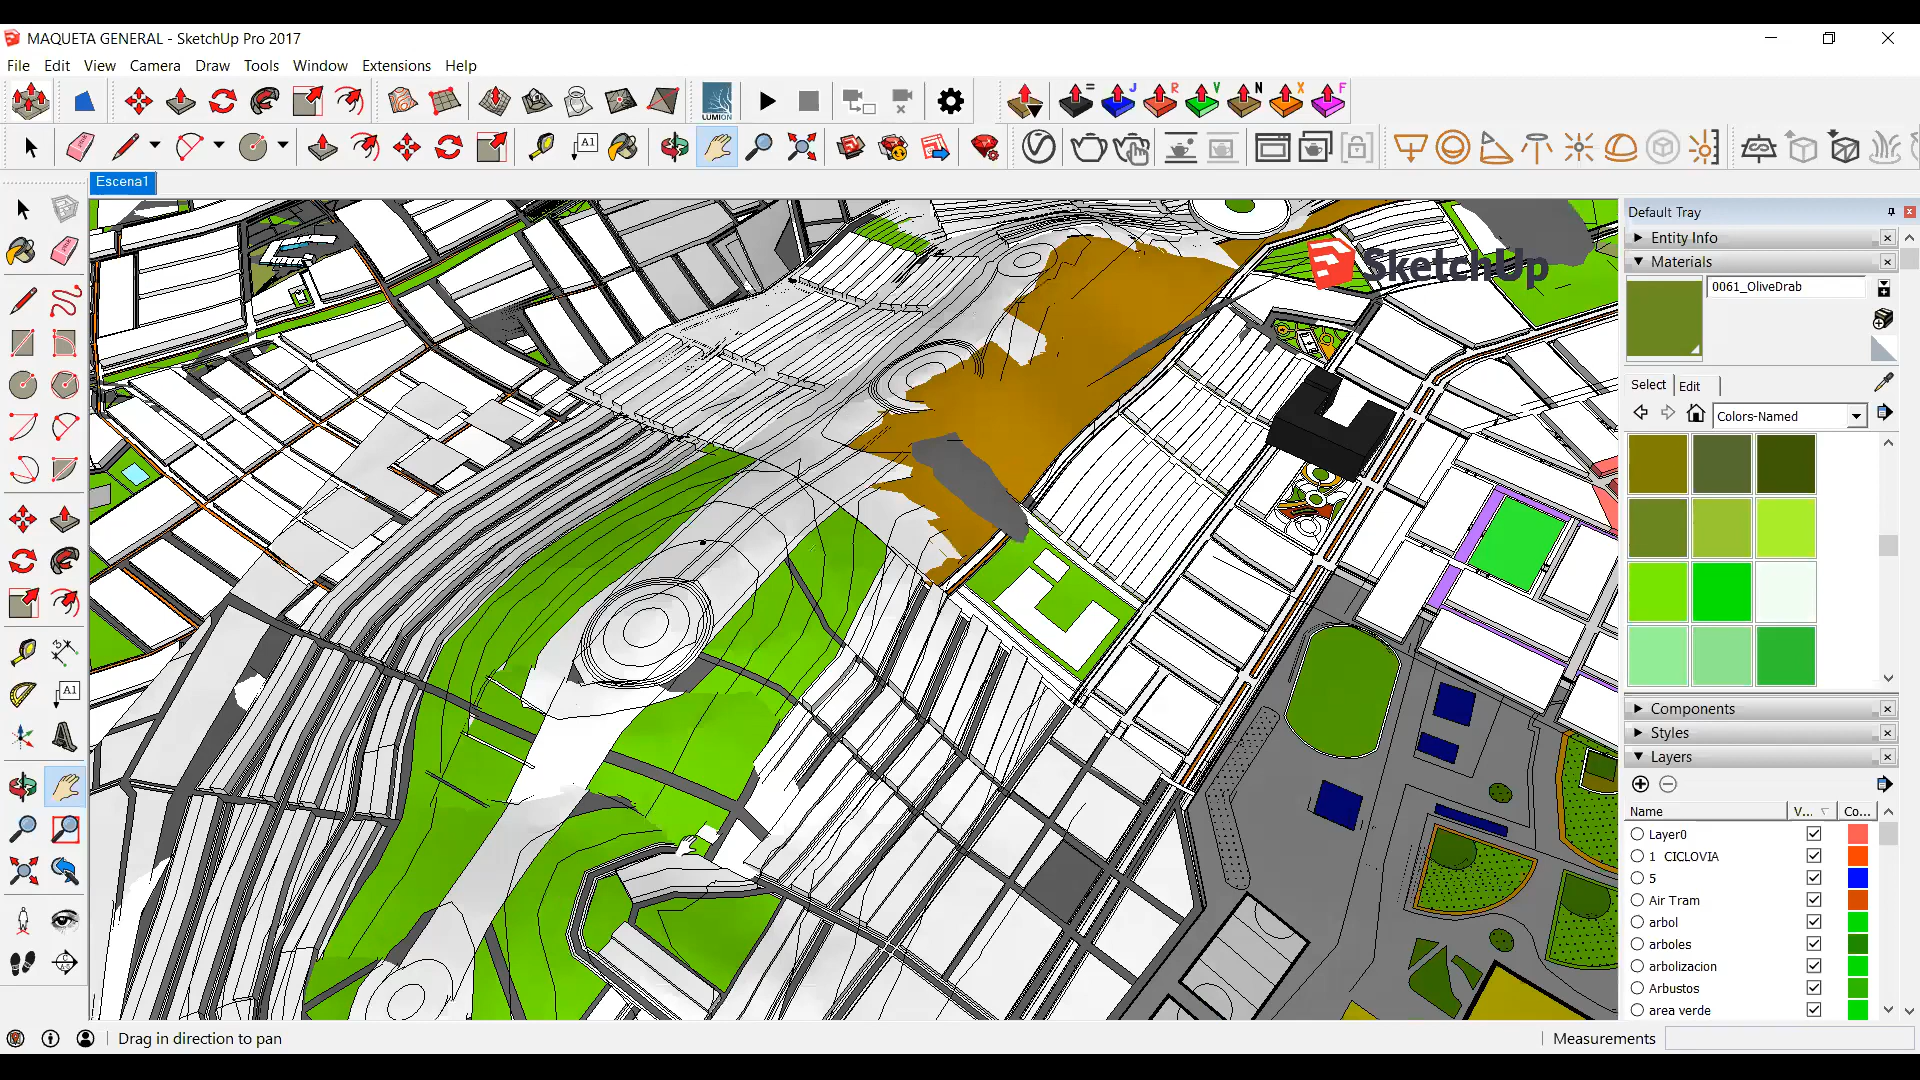 MAQUETA GENERAL - SketchUp Pro 2017
File Edit View Camera Draw Tools Window Extensions Help
LUMION
= J R V N X F
A1
Escena1
Default Tray
Entity Info
Materials
0061_OliveDrab
Select Edit
Colors-Named
SketchUp
A1
Components
Styles
Layers
Name V... Co...
Layer0
1 CICLOVIA
5
Air Tram
arbol
arboles
arbolizacion
Arbustos
area verde
Drag in direction to pan
Measurements